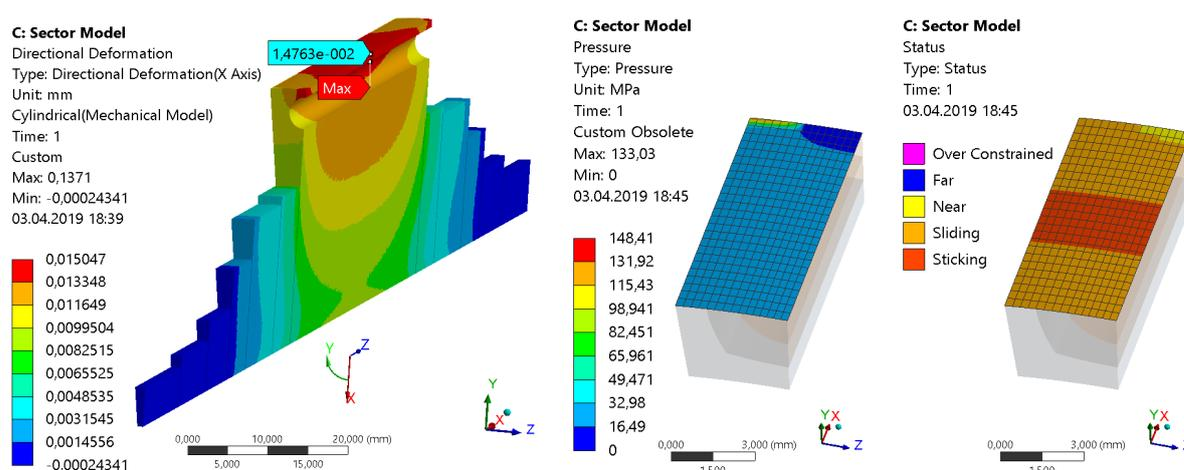 C: Sector Model
Directional Deformation
Type: Directional Deformation(X Axis)
Unit: mm
Cylindrical(Mechanical Model)
Time: 1
Custom
Max: 0,1371
Min: -0,00024341
03.04.2019 18:39
0,015047
0,013348
0,011649
0,0099504
0,0082515
0,0065525
0,0048535
0,0031545
0,0014556
-0,00024341
1,4763e-002
Max
Y
Z
X
Y
X
Z
0,000
10,000
20,000 (mm)
5,000
15,000
C: Sector Model
Pressure
Type: Pressure
Unit: MPa
Time: 1
Custom Obsolete
Max: 133,03
Min: 0
03.04.2019 18:45
148,41
131,92
115,43
98,941
82,451
65,961
49,471
32,98
16,49
0
0,000
3,000 (mm)
1,500
Y
X
Z
C: Sector Model
Status
Type: Status
Time: 1
03.04.2019 18:45
Over Constrained
Far
Near
Sliding
Sticking
0,000
3,000 (mm)
1,500
Y
X
Z